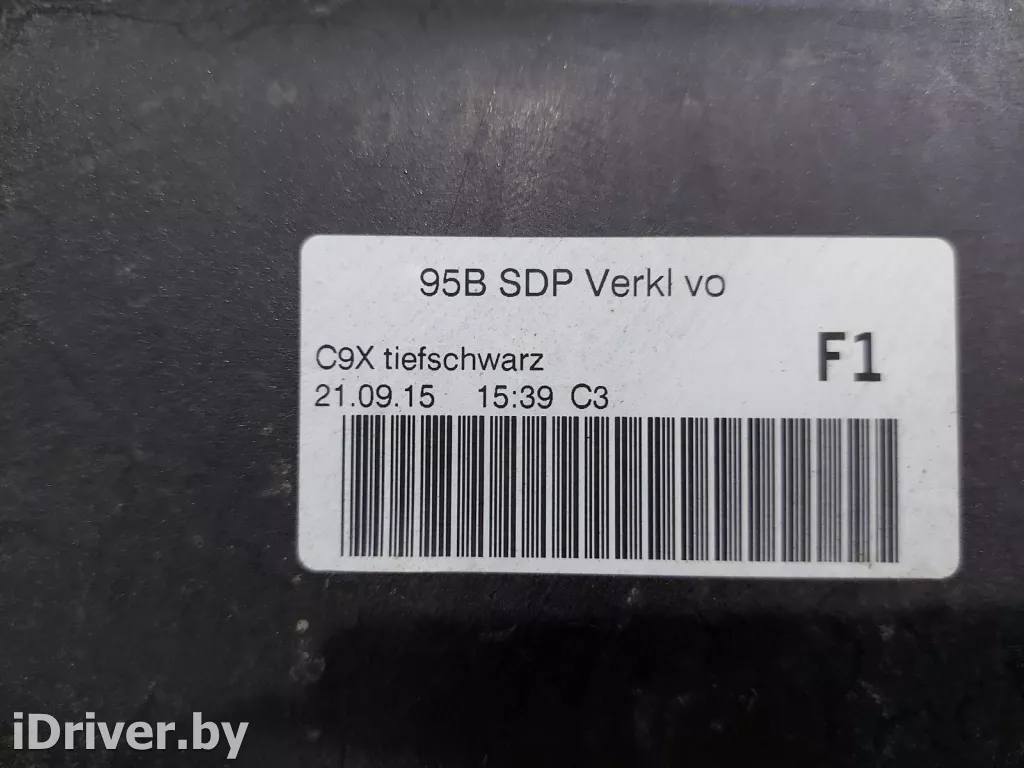 95B SDP Verkl vo
C9X tiefschwarz
F1
21.09.15 15:39 C3
iDriver.by